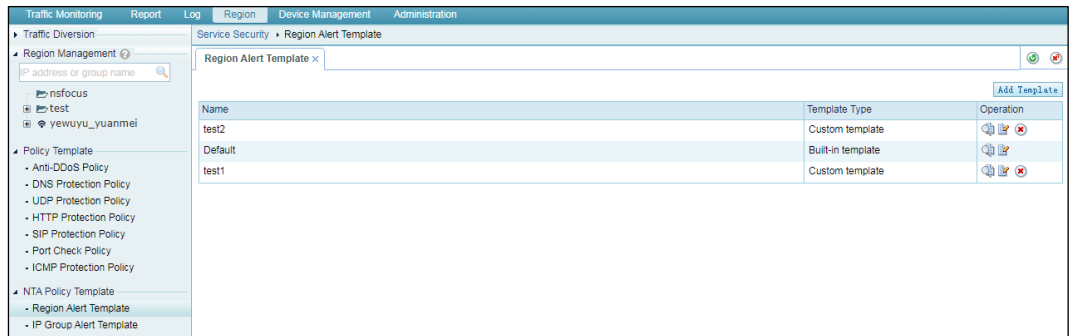 Traffic Monitoring Report Log Region Device Management Administration
Traffic Diversion
Service Security Region Alert Template
Region Management ?
Region Alert Template ×
IP address or group name
Add Template
nsfocus
test
yewuyu_yuanmei
Name Template Type Operation
test2 Custom template
Default Built-in template
test1 Custom template
Policy Template
Anti-DDoS Policy
DNS Protection Policy
UDP Protection Policy
HTTP Protection Policy
SIP Protection Policy
Port Check Policy
ICMP Protection Policy
NTA Policy Template
Region Alert Template
IP Group Alert Template